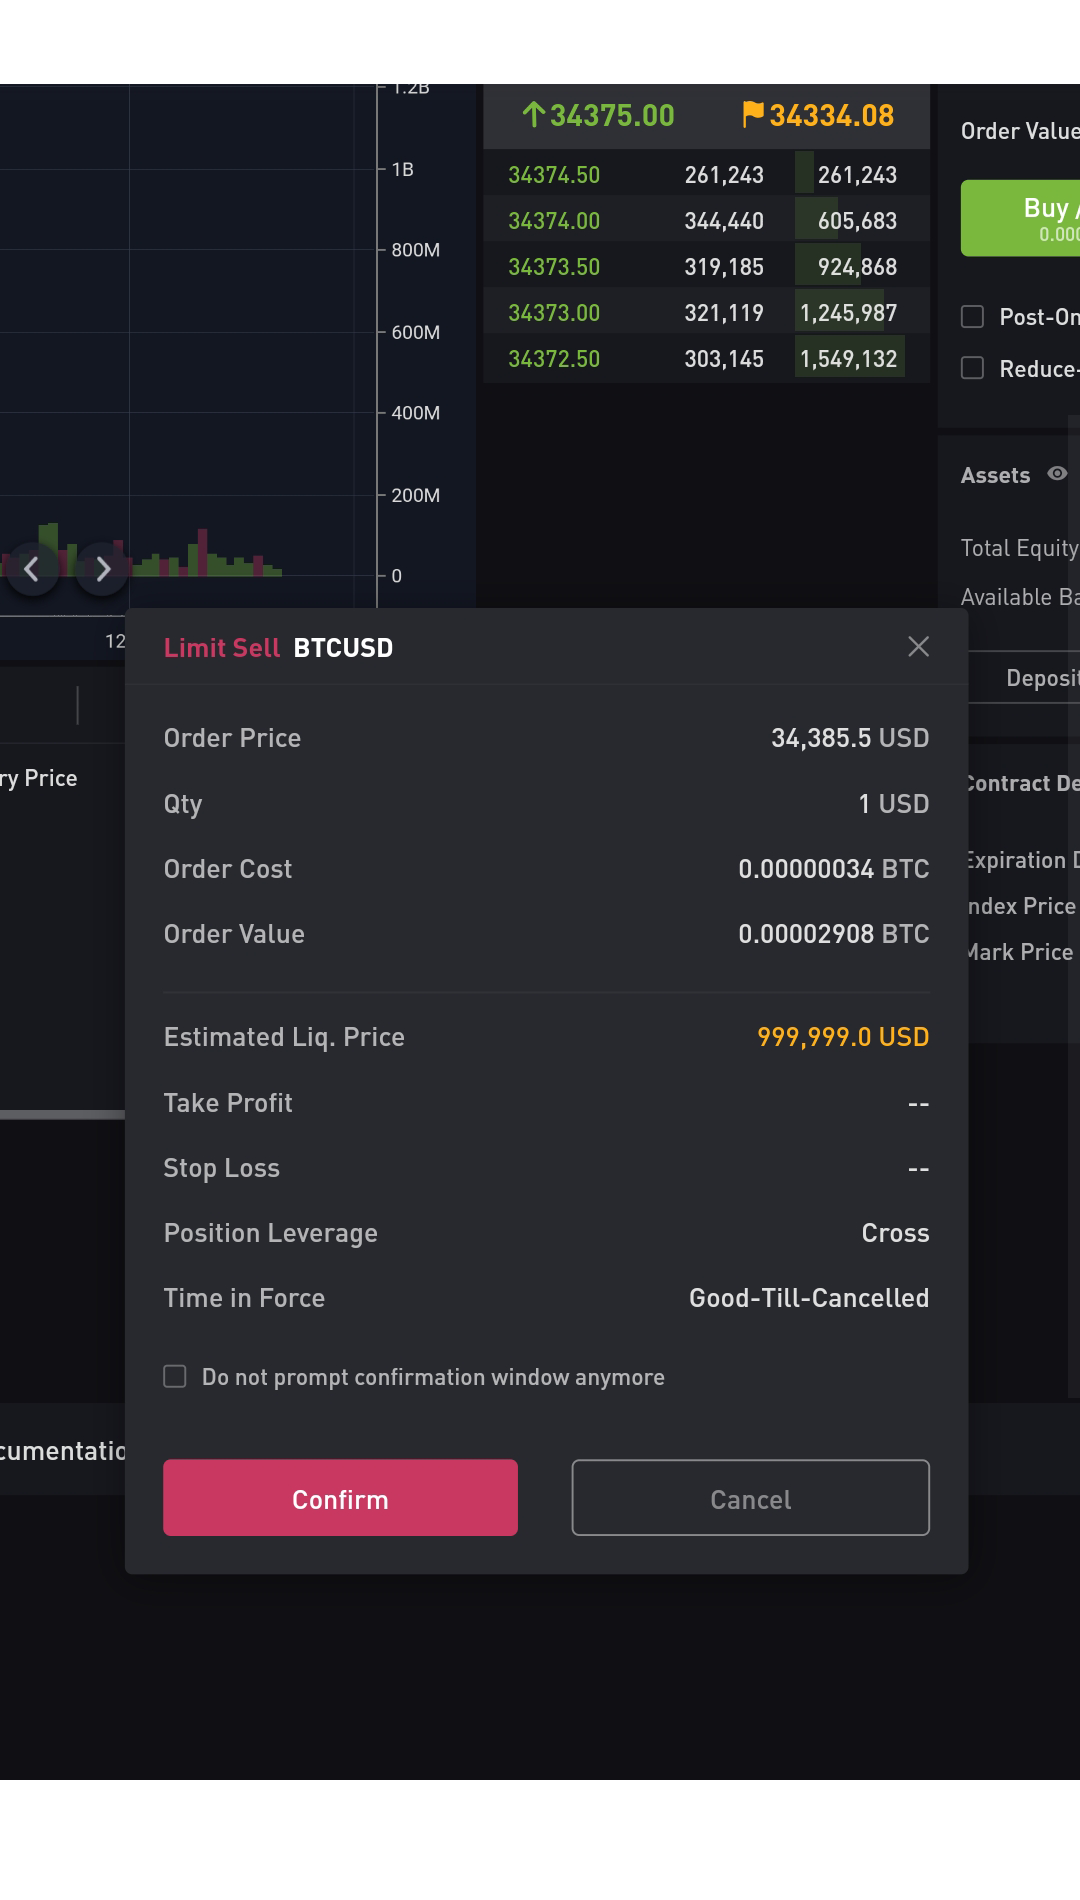 1.2B
34375.00 34334.08
Order Value
1B
34374.50 261,243 261,243
Buy /
34374.00 344,440 605,683
0.000
800M
34373.50 319,185 924,868
34373.00 321,119 1,245,987
Post-On
600M
34372.50 303,145 1,549,132
Reduce-
400M
Assets
200M
Total Equity
0
Available Ba
12
Limit Sell BTCUSD
Deposit
Order Price 34,385.5 USD
ry Price
Contract De
Qty 1 USD
Expiration D
Order Cost 0.00000034 BTC
Index Price
Order Value 0.00002908 BTC
Mark Price
Estimated Liq. Price 999,999.0 USD
Take Profit --
Stop Loss --
Position Leverage Cross
Time in Force Good-Till-Cancelled
Do not prompt confirmation window anymore
cumentatio
Confirm Cancel